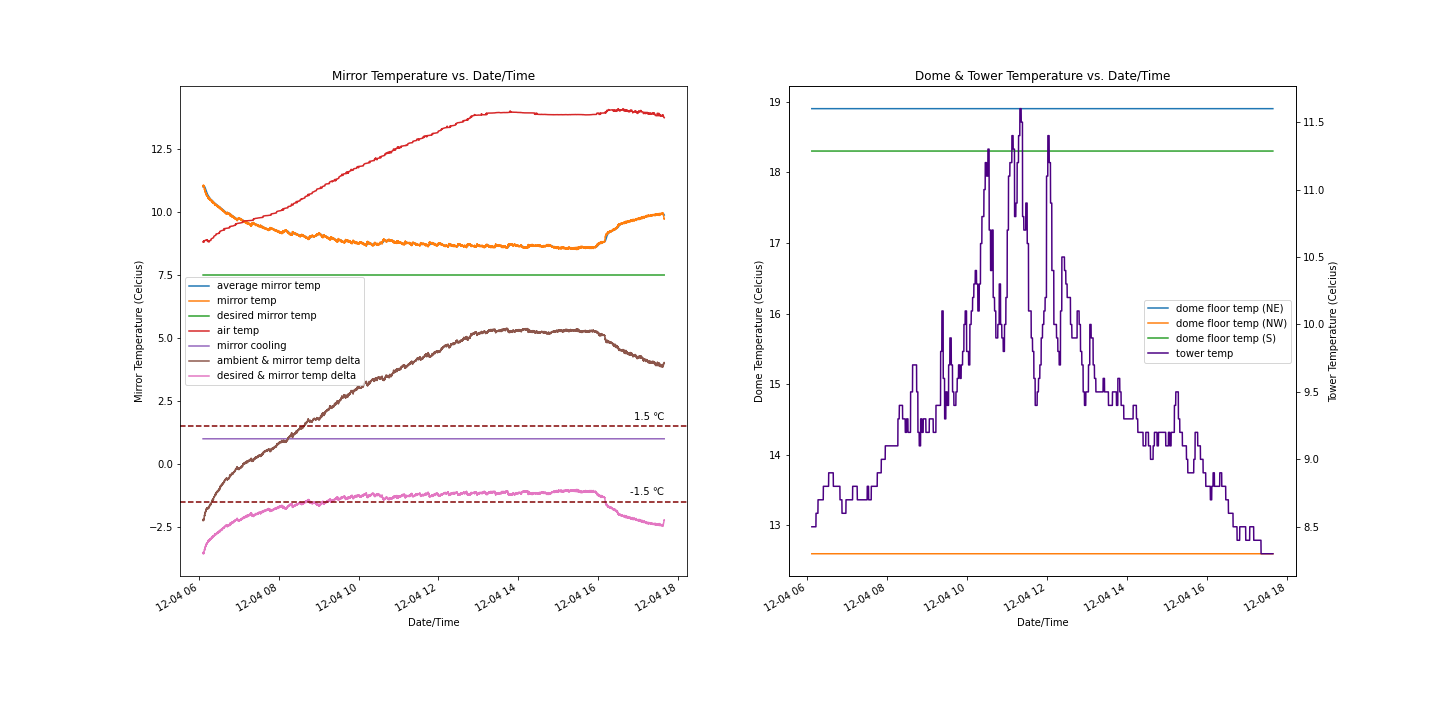 Mirror Temperature vs. Date/Time
Mirror Temperature (Celcius)
12.5
10.0
7.5
5.0
2.5
0.0
−2.5
average mirror temp
mirror temp
desired mirror temp
air temp
mirror cooling
ambient & mirror temp delta
desired & mirror temp delta
1.5 °C
-1.5 °C
12-04 06
12-04 08
12-04 10
12-04 12
12-04 14
12-04 16
12-04 18
Date/Time
Dome & Tower Temperature vs. Date/Time
Dome Temperature (Celcius)
19
18
17
16
15
14
13
dome floor temp (NE)
dome floor temp (NW)
dome floor temp (S)
tower temp
11.5
11.0
10.5
10.0
9.5
9.0
8.5
Tower Temperature (Celcius)
12-04 06
12-04 08
12-04 10
12-04 12
12-04 14
12-04 16
12-04 18
Date/Time